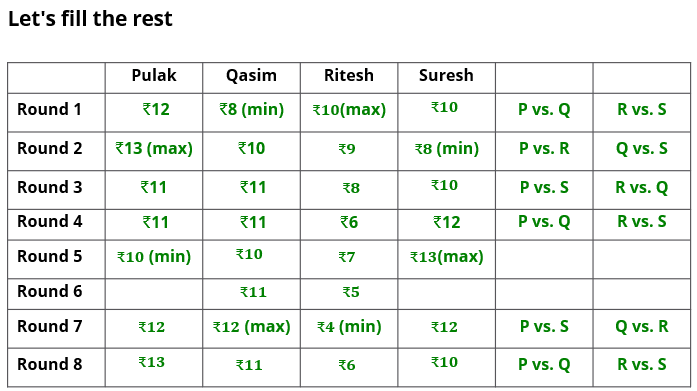 Let's fill the rest
Pulak Qasim Ritesh Suresh
Round 1 ₹12 ₹8 (min) ₹10(max) ₹10 P vs. Q R vs. S
Round 2 ₹13 (max) ₹10 ₹9 ₹8 (min) P vs. R Q vs. S
Round 3 ₹11 ₹11 ₹8 ₹10 P vs. S R vs. Q
Round 4 ₹11 ₹11 ₹6 ₹12 P vs. Q R vs. S
Round 5 ₹10 (min) ₹10 ₹7 ₹13(max)
Round 6 ₹11 ₹5
Round 7 ₹12 ₹12 (max) ₹4 (min) ₹12 P vs. S Q vs. R
Round 8 ₹13 ₹11 ₹6 ₹10 P vs. Q R vs. S